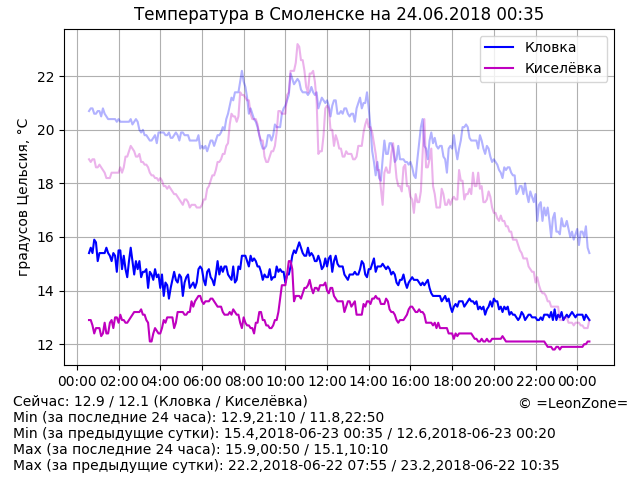 Температура в Смоленске на 24.06.2018 00:35
Кловка
Киселёвка
градусов Цельсия, °C
22
20
18
16
14
12
00:00 02:00 04:00 06:00 08:00 10:00 12:00 14:00 16:00 18:00 20:00 22:00 00:00
Сейчас: 12.9 / 12.1 (Кловка / Киселёвка)
© =LeonZone=
Min (за последние 24 часа): 12.9,21:10 / 11.8,22:50
Min (за предыдущие сутки): 15.4,2018-06-23 00:35 / 12.6,2018-06-23 00:20
Max (за последние 24 часа): 15.9,00:50 / 15.1,10:10
Max (за предыдущие сутки): 22.2,2018-06-22 07:55 / 23.2,2018-06-22 10:35